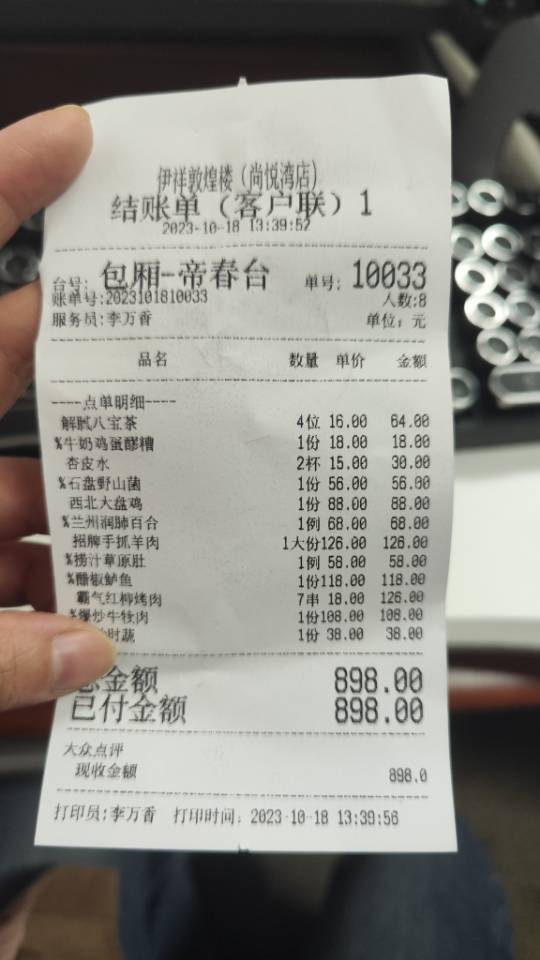 伊祥敦煌楼（尚悦湾店）
结账单（客户联）1
2023-10-18 13:39:52
台号: 包厢-帝春台 单号: 10033
账单号:2023101810033 人数:8
服务员:李万香 单位：元
品名 数量 单价 金额
----点单明细----
解腻八宝茶 4位 16.00 64.00
%牛奶鸡蛋醪糟 1份 18.00 18.00
杏皮水 2杯 15.00 30.00
%石盘野山菌 1份 56.00 56.00
西北大盘鸡 1份 88.00 88.00
%兰州润肺百合 1例 68.00 68.00
招牌手抓羊肉 1大份126.00 126.00
%捞汁草原肚 1例 58.00 58.00
%醋椒鲈鱼 1份118.00 118.00
霸气红柳烤肉 7串 18.00 126.00
%爆炒牛牧肉 1份108.00 108.00
时蔬 1份 38.00 38.00
总金额 898.00
已付金额 898.00
大众点评
现收金额 898.0
打印员:李万香 打印时间：2023-10-18 13:39:56